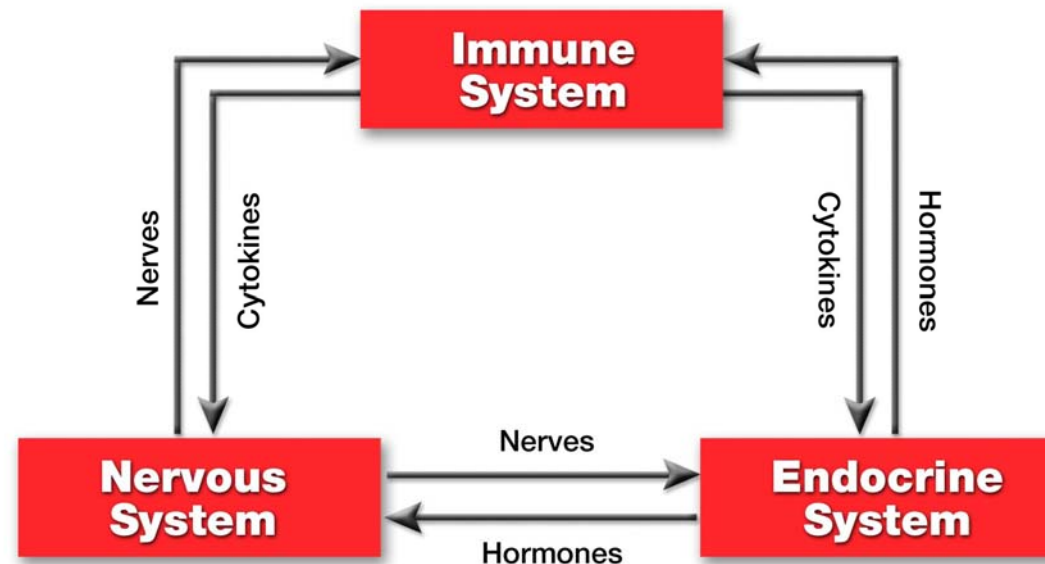 Immune
System
Nerves
Cytokines
Cytokines
Hormones
Nervous
System
Nerves
Hormones
Endocrine
System